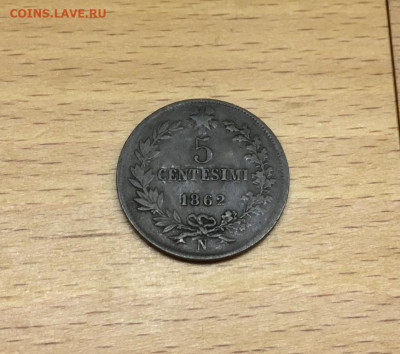 COINS.LAVE.RU
5
CENTESIMI
1862
N